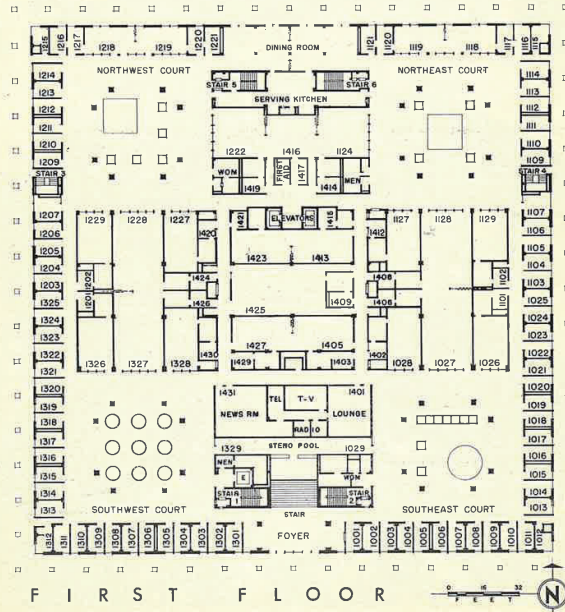 1215 1216 1217 1218 1219 1220 1221 DINING ROOM 1121 1120 1119 1118 1117 1116 1115
NORTHWEST COURT NORTHEAST COURT
1214 STAIR 5 STAIR 6 1114
1213 SERVING KITCHEN 1113
1212 1112
1211 1111
1210 1222 1416 1124 1110
1209 WOM 1419 FIRST AID 1417 1414 MEN 1109
STAIR 3 STAIR 4
1207 1229 1228 1227 1421 ELEVATORS 1415 1127 1128 1129 1107
1206 1420 1412 1106
1205 1423 1413 1105
1204 1424 1408 1104
1203 1202 1102 1103
1325 1201 1426 1425 1409 1406 1101 1025
1324 1024
1323 1427 1405 1023
1322 1430 1429 1403 1402 1022
1321 1326 1327 1328 1028 1027 1026 1021
1320 1431 1401 1020
1319 NEWS RM TEL T-V LOUNGE 1019
1318 RADIO 1018
1317 STENO POOL 1017
1316 1329 1029 1016
1315 MEN E WOM 1015
1314 STAIR 1 STAIR 2 1014
1313 SOUTHWEST COURT STAIR SOUTHEAST COURT 1013
1312 1311 1310 1309 1308 1307 1306 1305 1304 1303 1302 1301 FOYER 1001 1002 1003 1004 1005 1006 1007 1008 1009 1010 1011 1012
FIRST FLOOR
0 16 32
FEET
N